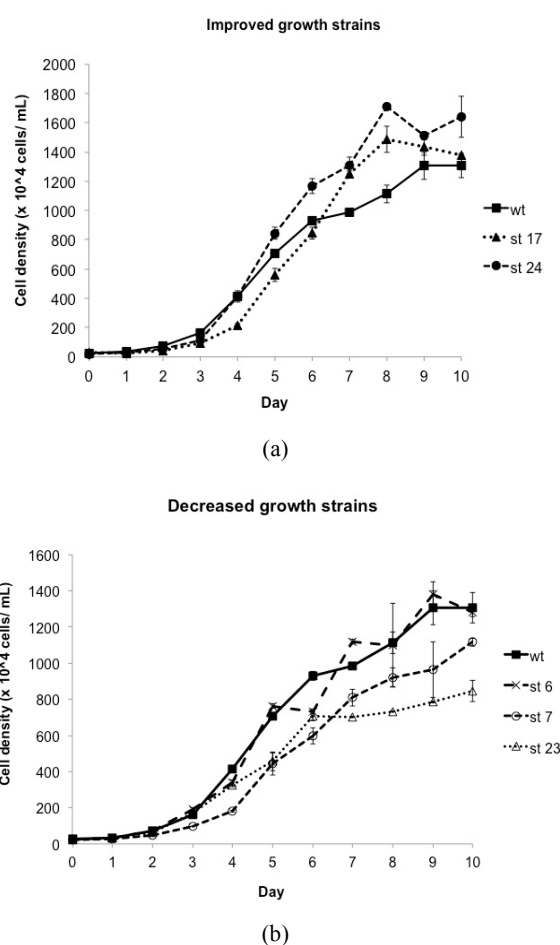 Improved growth strains
Cell density (x 10^4 cells/ mL)
2000
1800
1600
1400
1200
1000
800
600
400
200
0
0 1 2 3 4 5 6 7 8 9 10
Day
wt
st 17
st 24
(a)
Decreased growth strains
Cell density (x 10^4 cells/ mL)
1600
1400
1200
1000
800
600
400
200
0
0 1 2 3 4 5 6 7 8 9 10
Day
wt
st 6
st 7
st 23
(b)